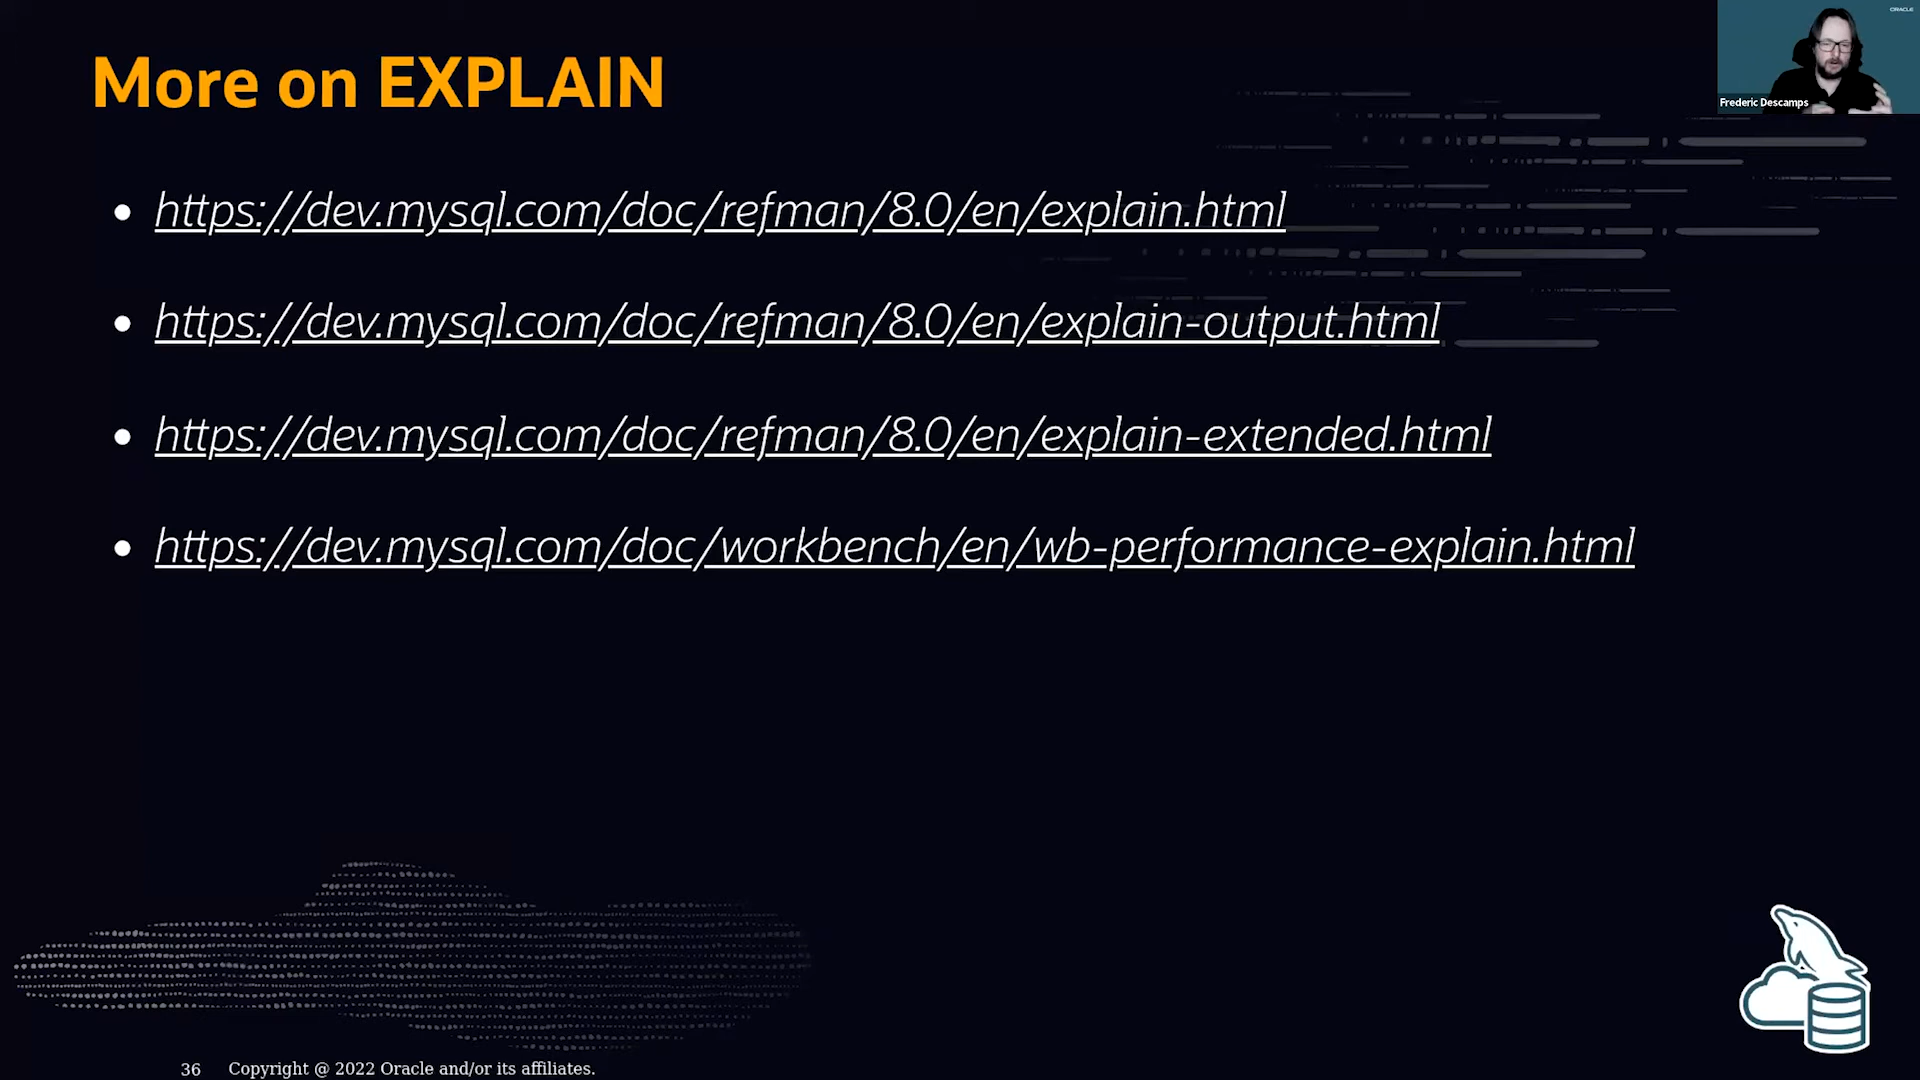 ORACLE
Frederic Descamps
More on EXPLAIN
https://dev.mysql.com/doc/refman/8.0/en/explain.html
https://dev.mysql.com/doc/refman/8.0/en/explain-output.html
https://dev.mysql.com/doc/refman/8.0/en/explain-extended.html
https://dev.mysql.com/doc/workbench/en/wb-performance-explain.html
36 Copyright @ 2022 Oracle and/or its affiliates.